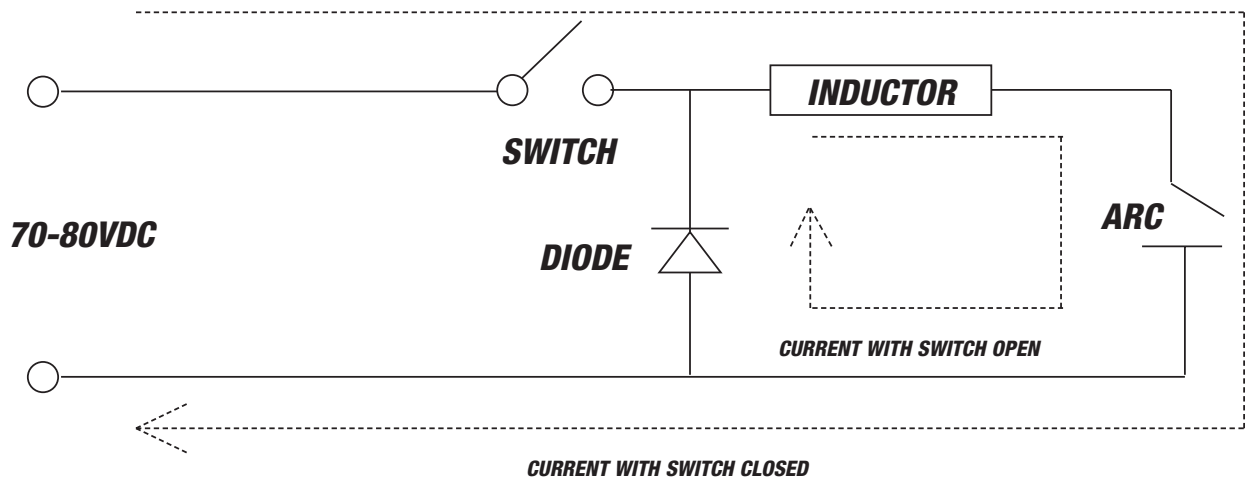 INDUCTOR
SWITCH
ARC
70-80VDC
DIODE
CURRENT WITH SWITCH OPEN
CURRENT WITH SWITCH CLOSED